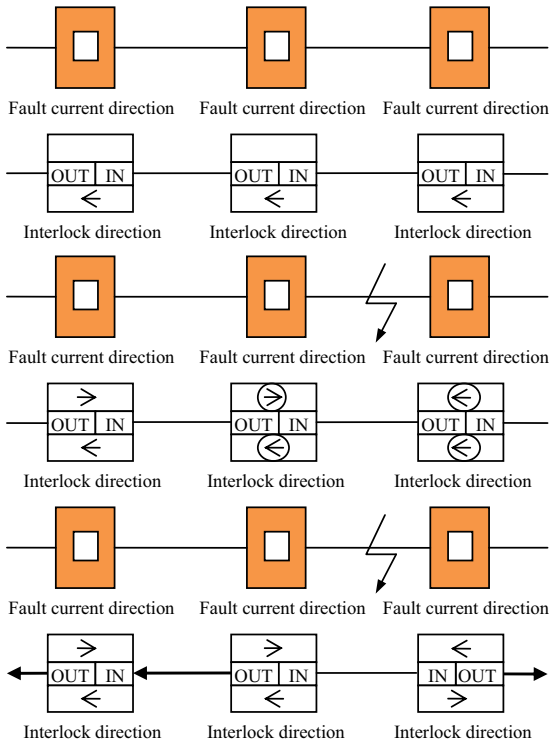 Fault current direction Fault current direction Fault current direction
OUT IN OUT IN OUT IN
Interlock direction Interlock direction Interlock direction
Fault current direction Fault current direction Fault current direction
OUT IN OUT IN OUT IN
Interlock direction Interlock direction Interlock direction
Fault current direction Fault current direction Fault current direction
OUT IN OUT IN IN OUT
Interlock direction Interlock direction Interlock direction